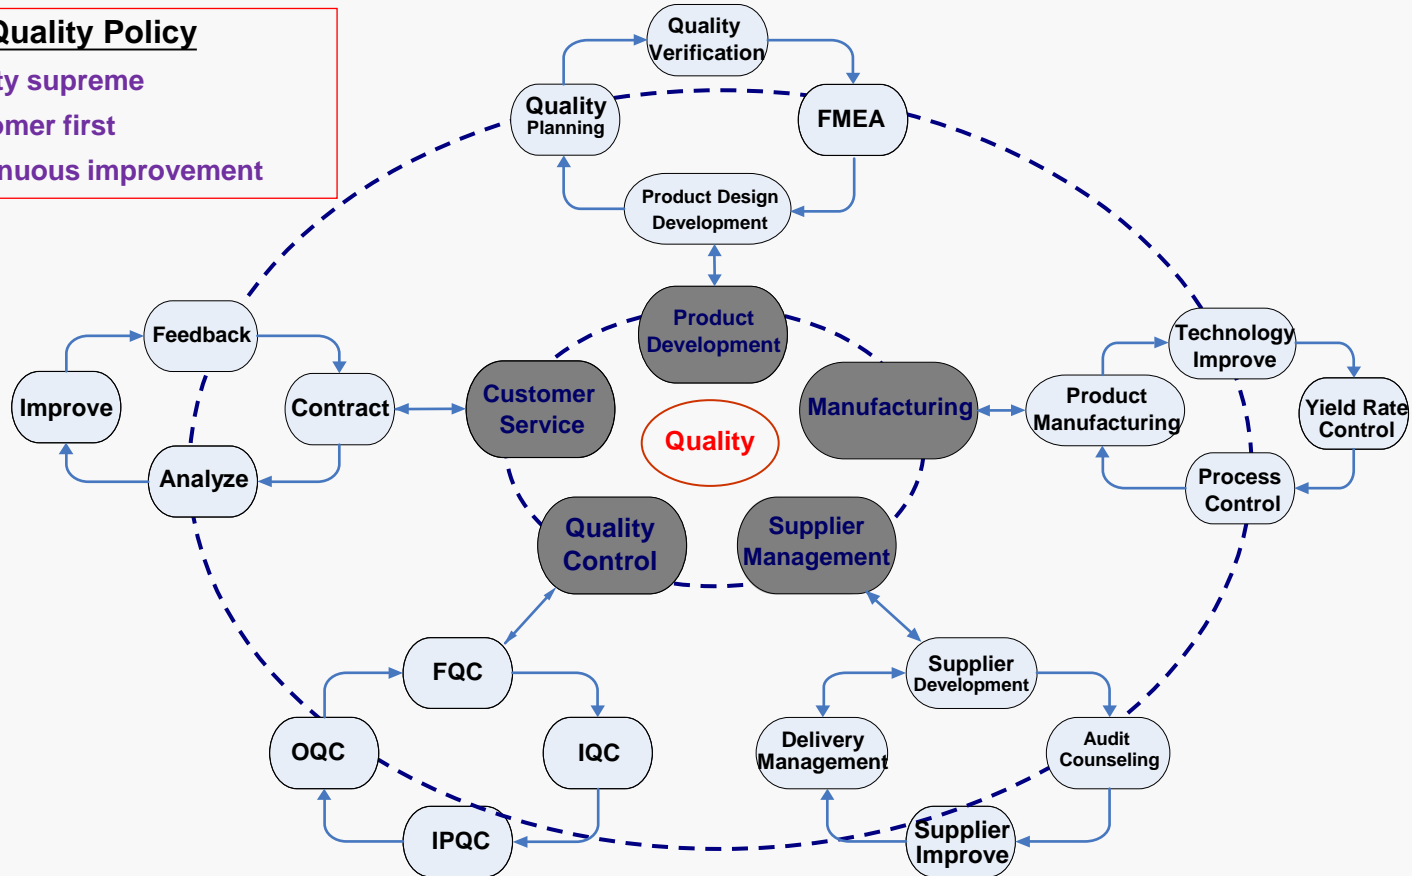 Quality Policy
ty supreme
omer first
nuous improvement
Quality
Verification
Quality
Planning
FMEA
Product Design
Development
Feedback
Improve
Contract
Analyze
Product
Development
Customer
Service
Manufacturing
Quality
Quality
Control
Supplier
Management
Technology
Improve
Product
Manufacturing
Yield Rate
Control
Process
Control
FQC
OQC
IQC
IPQC
Supplier
Development
Delivery
Management
Audit
Counseling
Supplier
Improve